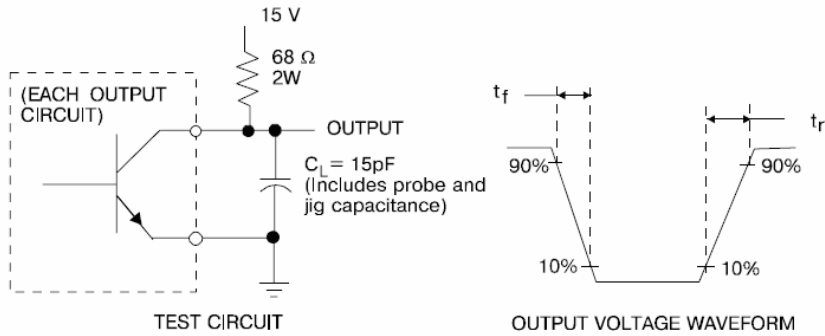 15 V
68 Ω
2W
(EACH OUTPUT
CIRCUIT)
OUTPUT
C_L = 15pF
(Includes probe and
jig capacitance)
TEST CIRCUIT
t_f
t_r
90%
90%
10%
10%
OUTPUT VOLTAGE WAVEFORM